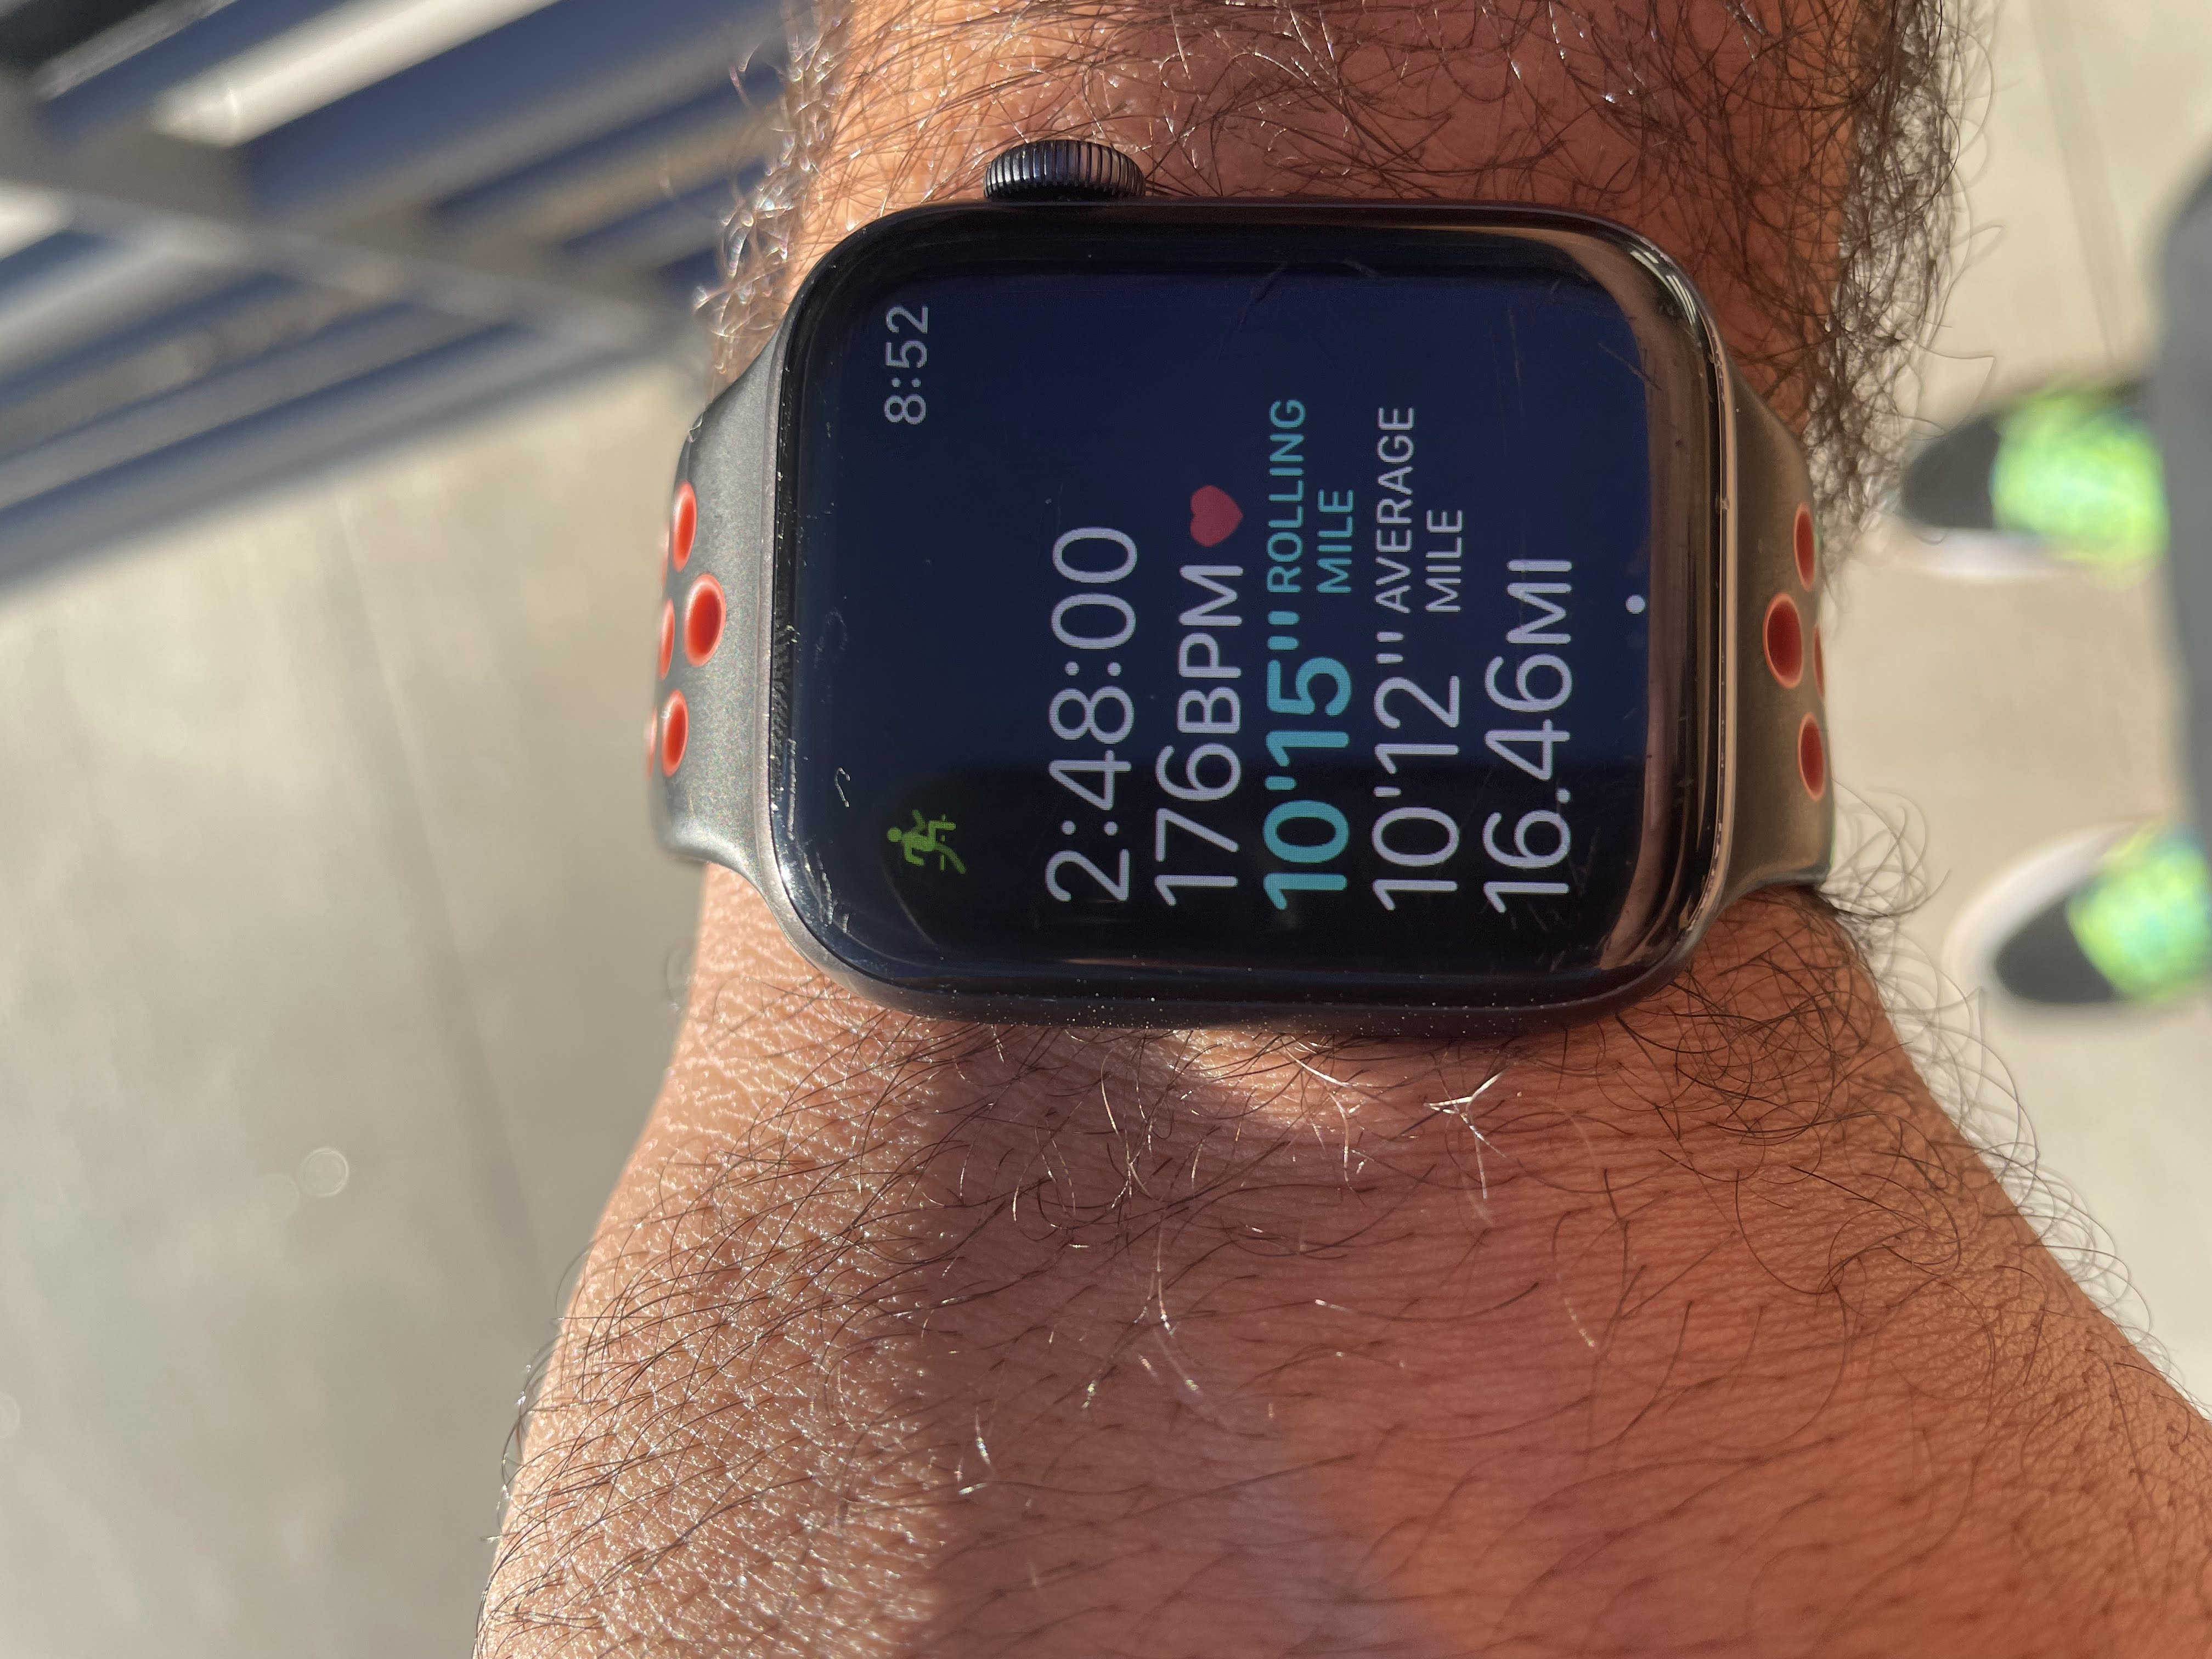 8:52
2:48:00
176BPM
10'15" ROLLING
MILE
10'12" AVERAGE
MILE
16.46MI